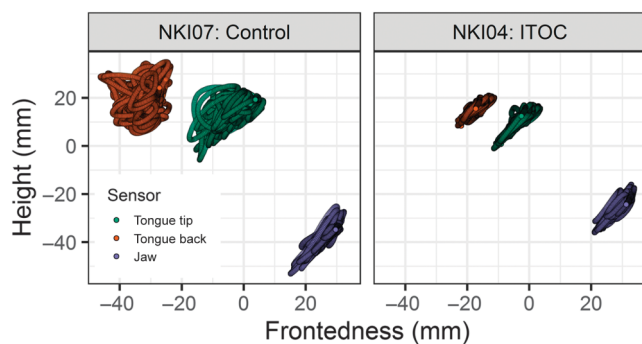 NKI07: Control NKI04: ITOC
Height (mm)
20
0
−20
−40
Sensor
Tongue tip
Tongue back
Jaw
−40 −20 0 20 −40 −20 0 20
Frontedness (mm)